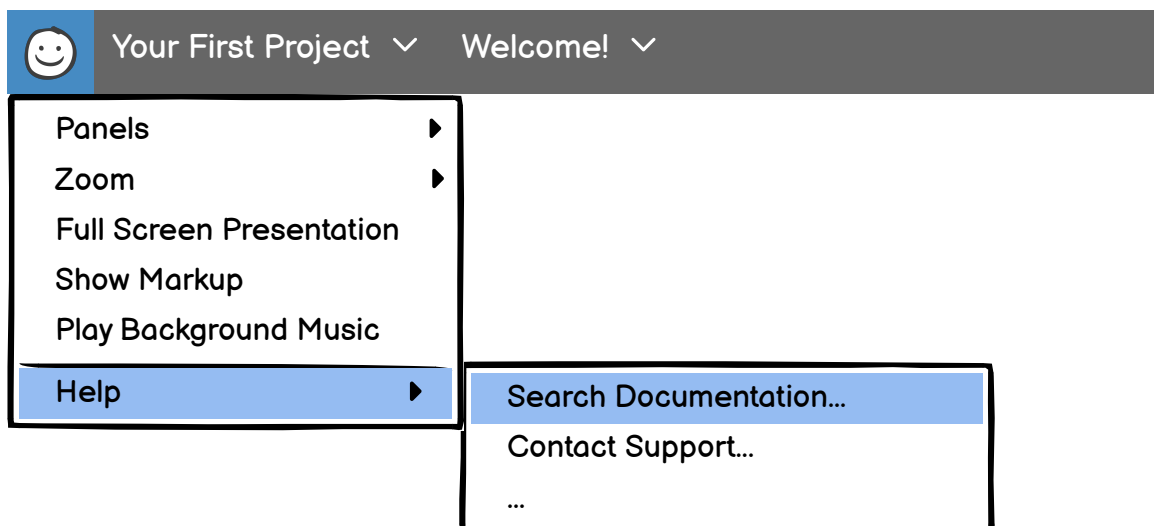 Your First Project Welcome!
Panels
Zoom
Full Screen Presentation
Show Markup
Play Background Music
Help
Search Documentation...
Contact Support...
...